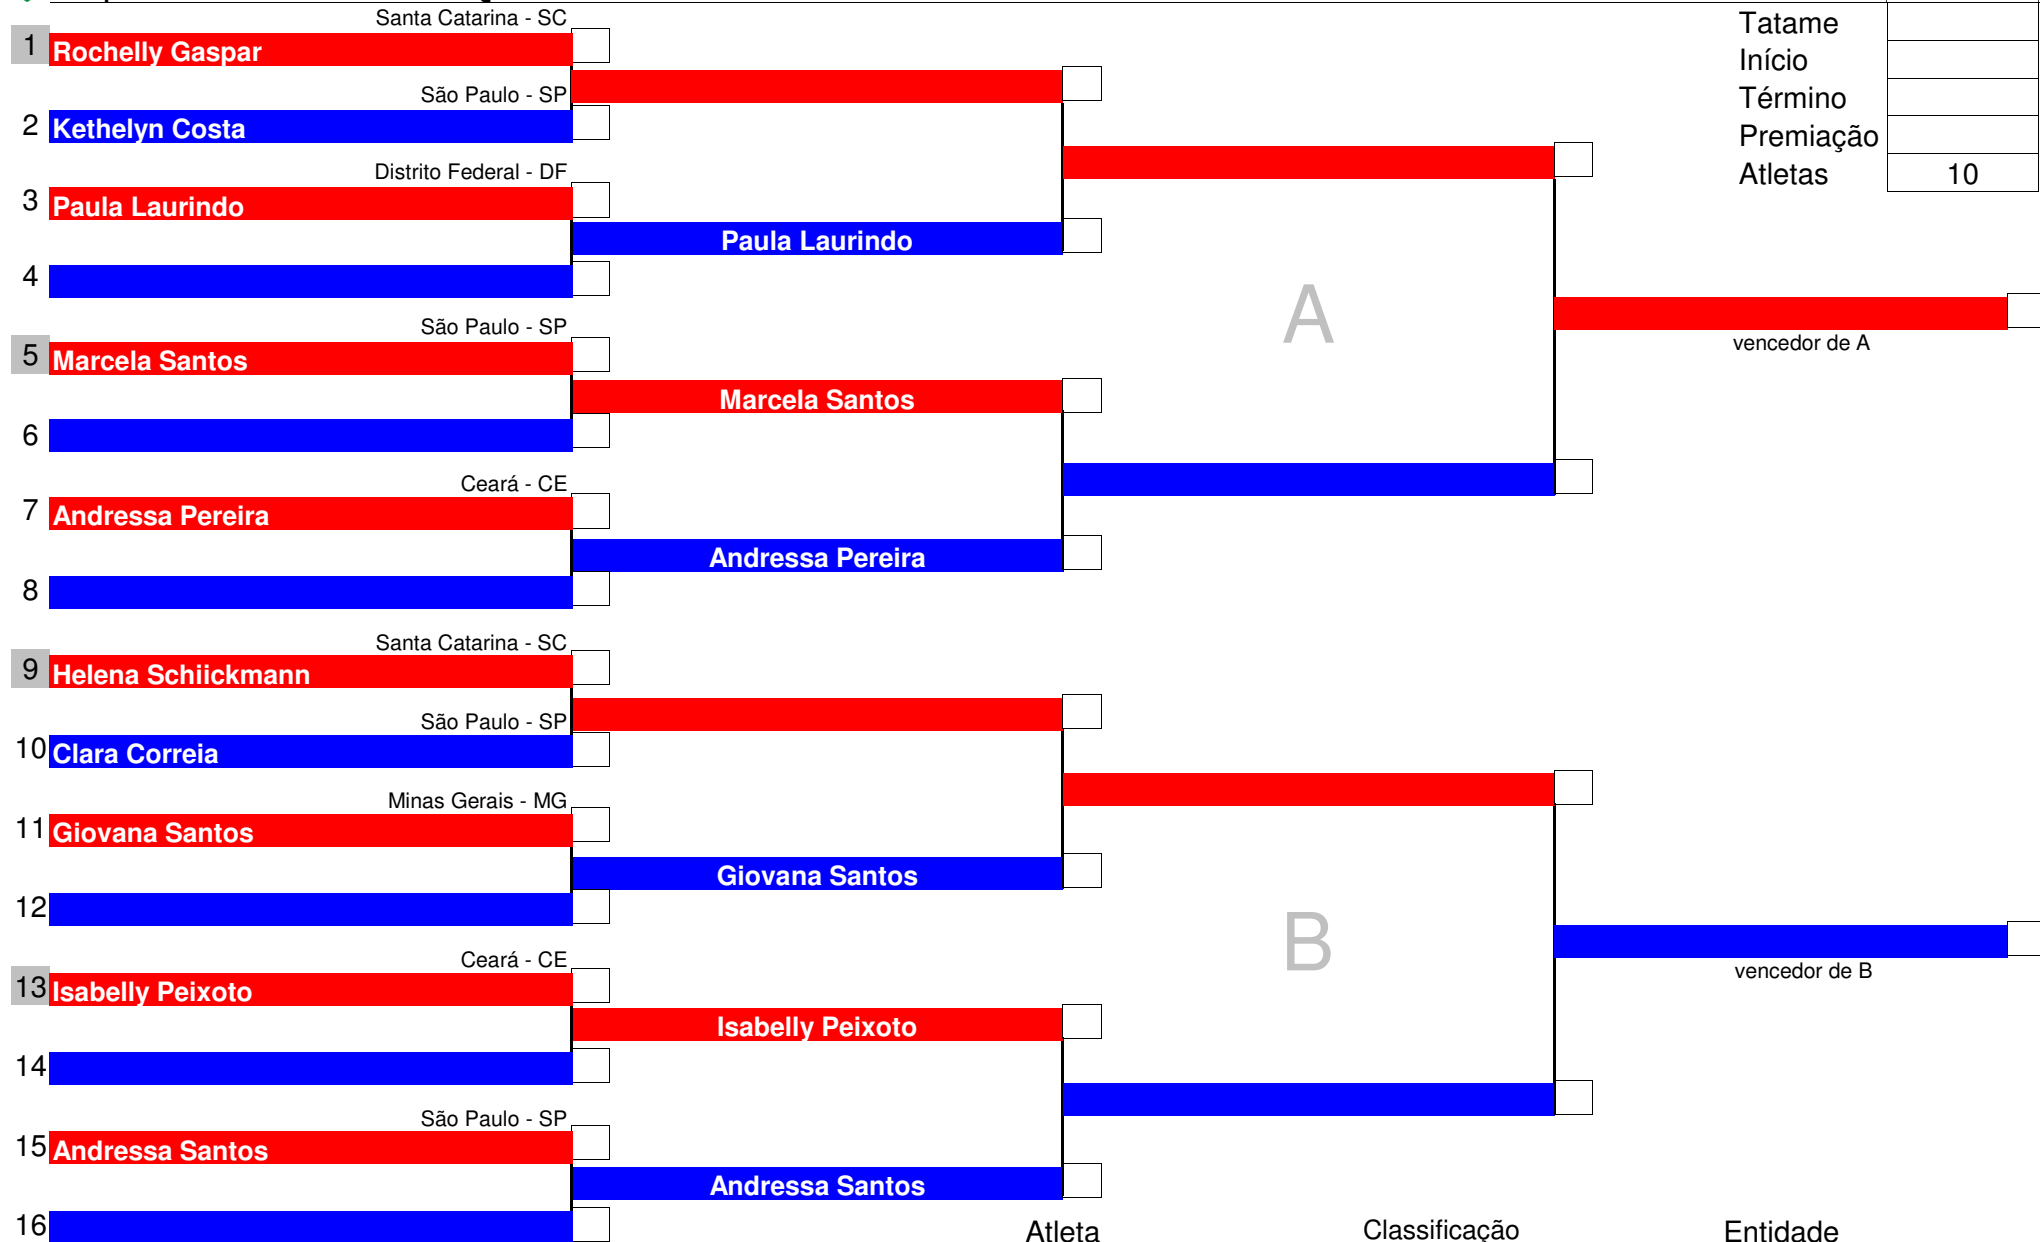 Santa Catarina - SC
1 Rochelly Gaspar
São Paulo - SP
2 Kethelyn Costa
Distrito Federal - DF
3 Paula Laurindo
Paula Laurindo
4
São Paulo - SP
5 Marcela Santos
Marcela Santos
6
Ceará - CE
7 Andressa Pereira
Andressa Pereira
8
Santa Catarina - SC
9 Helena Schiickmann
São Paulo - SP
10 Clara Correia
Minas Gerais - MG
11 Giovana Santos
Giovana Santos
12
Ceará - CE
13 Isabelly Peixoto
Isabelly Peixoto
14
São Paulo - SP
15 Andressa Santos
Andressa Santos
16
A
B
vencedor de A
vencedor de B
Tatame
Início
Término
Premiação
Atletas 10
Atleta Classificação Entidade